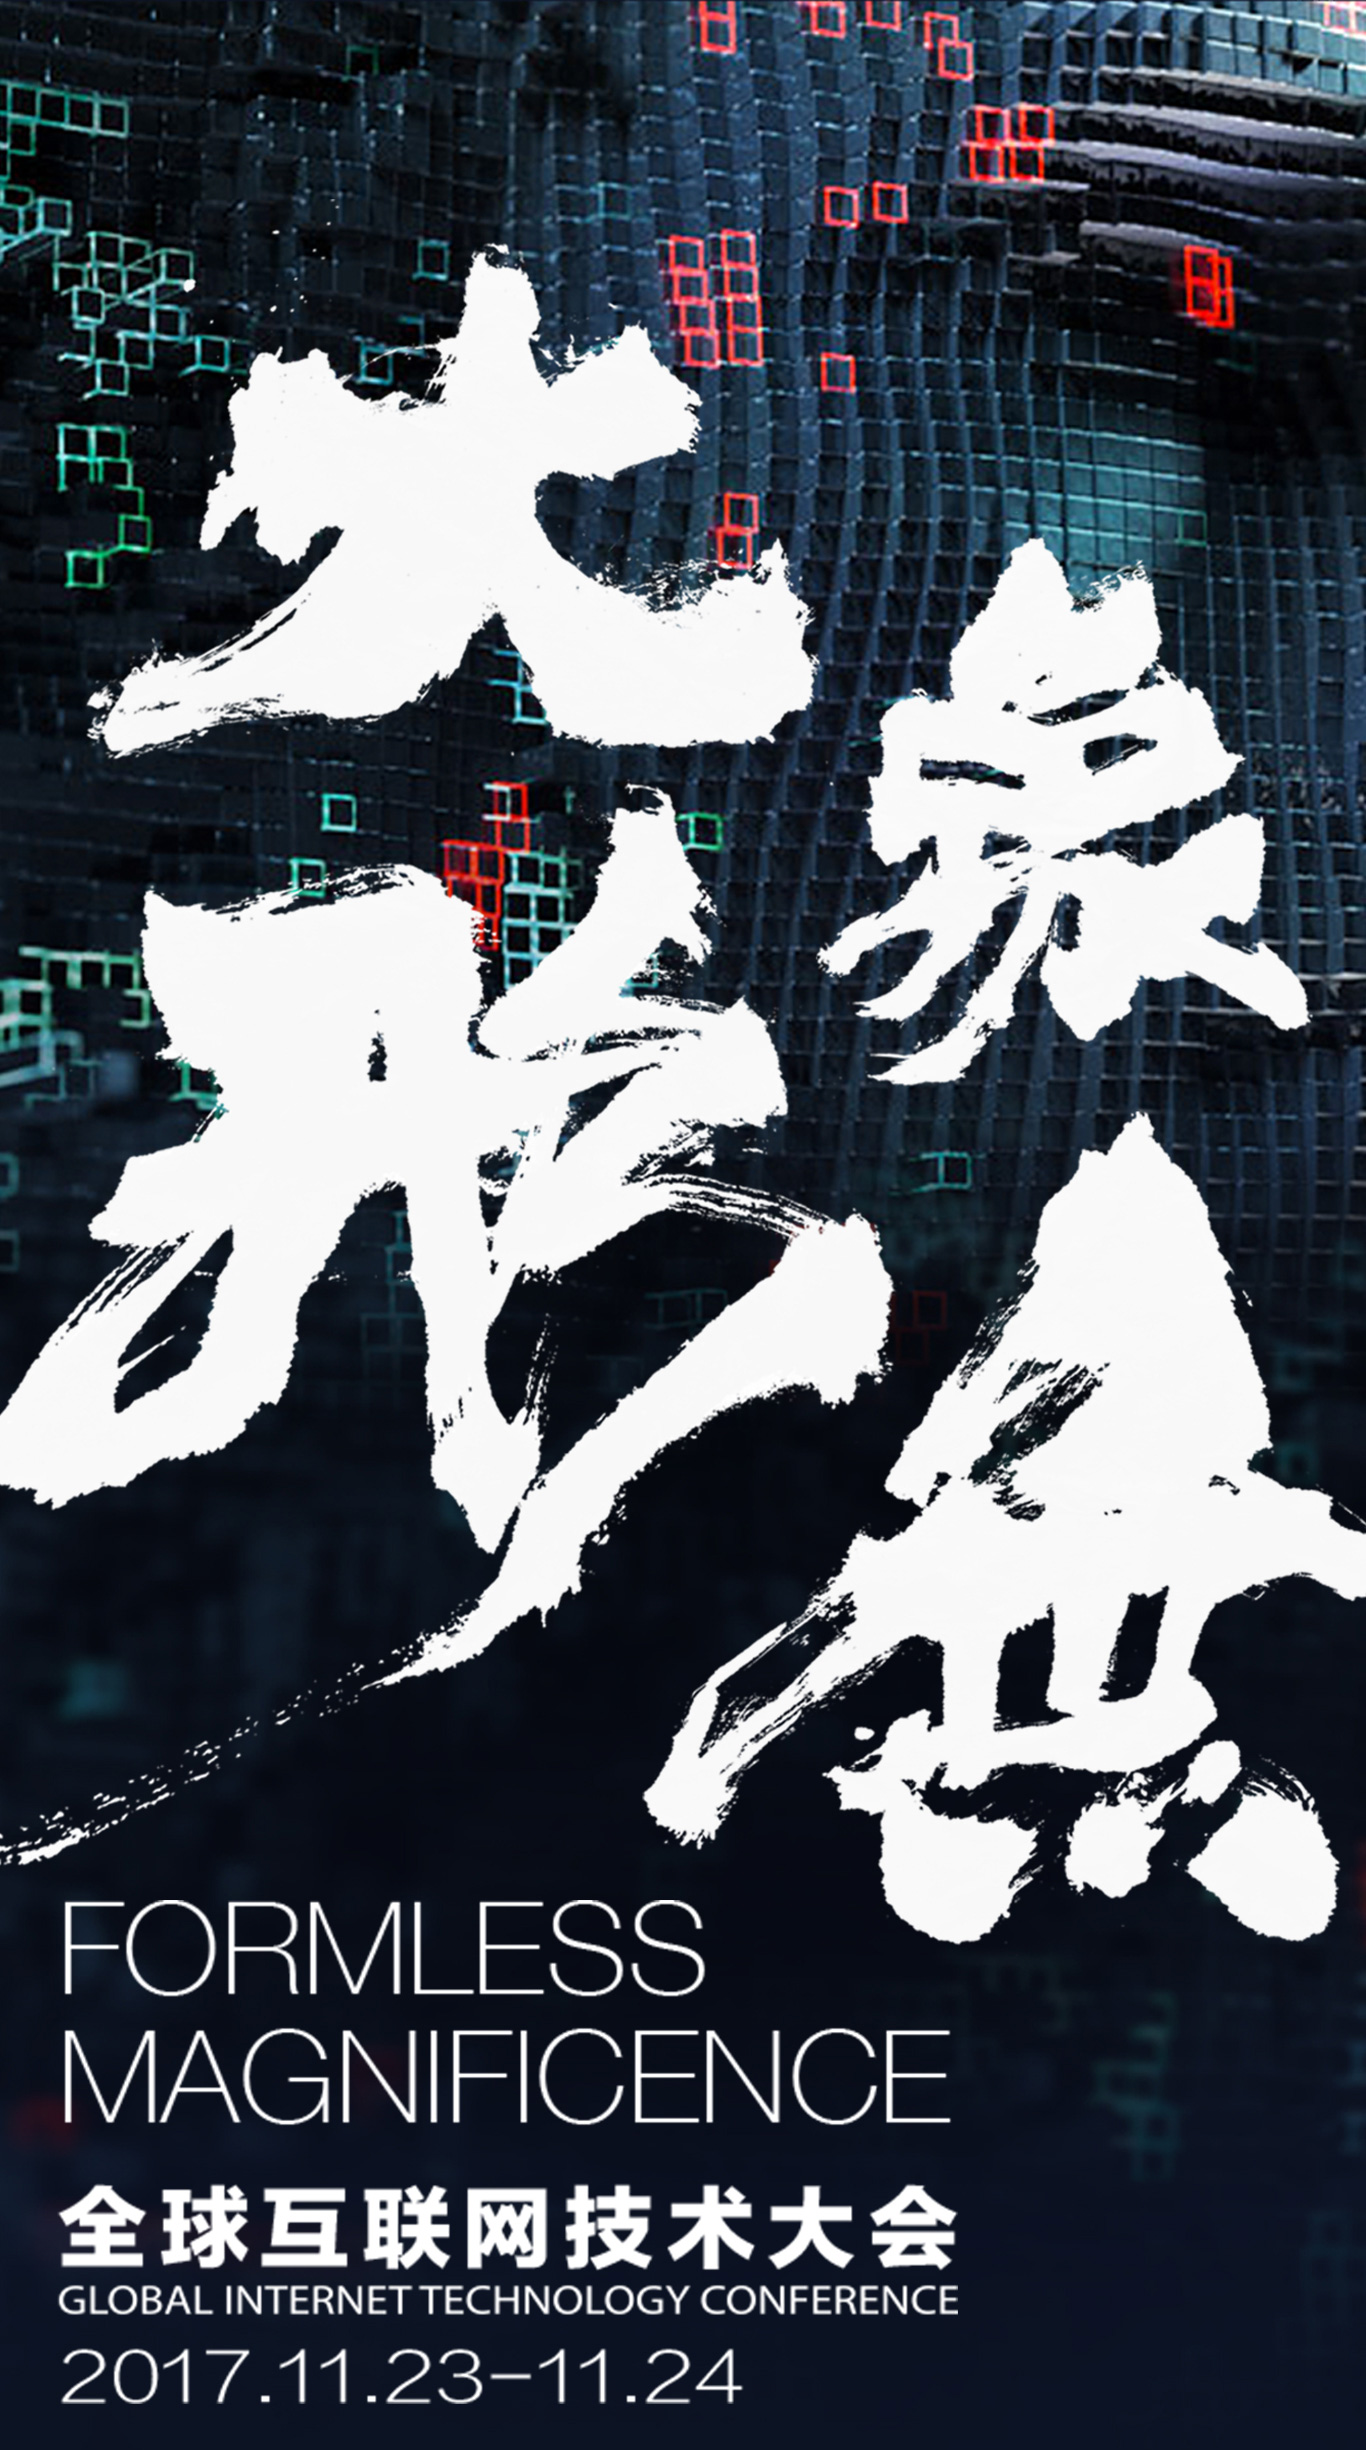 大象
無形
FORMLESS
MAGNIFICENCE
全球互联网技术大会
GLOBAL INTERNET TECHNOLOGY CONFERENCE
2017.11.23-11.24